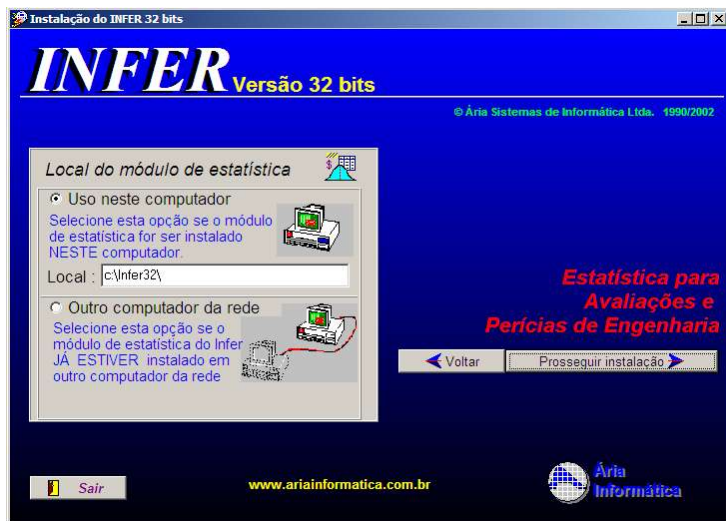 Instalação do INFER 32 bits
INFER Versão 32 bits
© Ária Sistemas de Informática Ltda. 1990/2002
Local do módulo de estatística
Uso neste computador
Selecione esta opção se o módulo
de estatística for ser instalado
NESTE computador.
Local : c:\Infer32\
Outro computador da rede
Selecione esta opção se o
módulo de estatística do Infer
JÁ ESTIVER instalado em
outro computador da rede
Estatística para
Avaliações e
Perícias de Engenharia
Voltar
Prosseguir instalação
Sair
www.ariainformatica.com.br
Ária
Informática